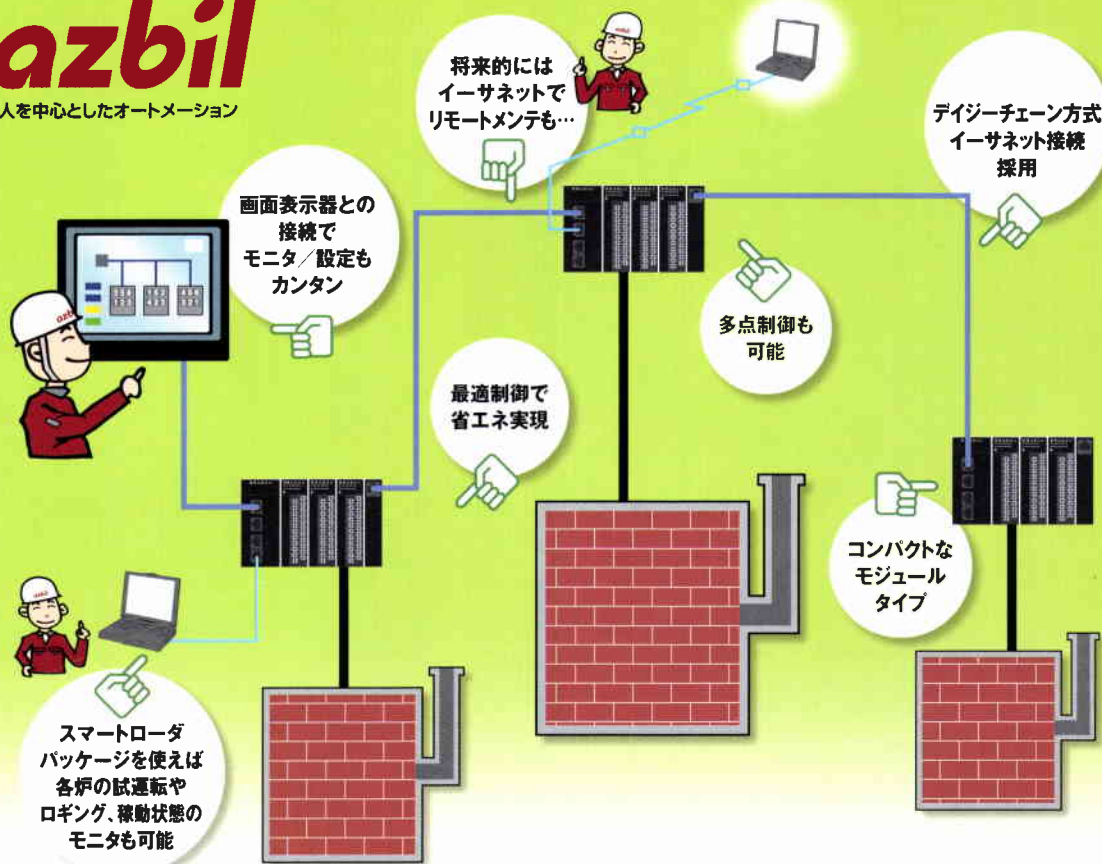 azbil
人を中心としたオートメーション
将来的には
イーサネットで
リモートメンテも…
デイジーチェーン方式
イーサネット接続
採用
画面表示器との
接続で
モニタ／設定も
カンタン
多点制御も
可能
最適制御で
省エネ実現
コンパクトな
モジュール
タイプ
スマートローダ
パッケージを使えば
各炉の試運転や
ロギング、稼動状態の
モニタも可能